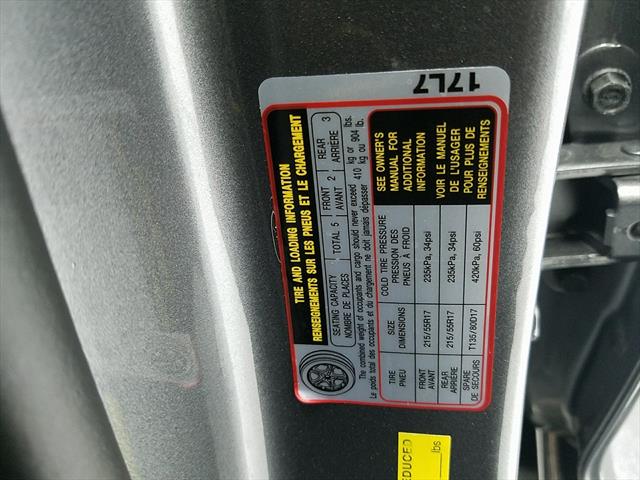 17L7
TIRE AND LOADING INFORMATION
RENSEIGNEMENTS SUR LES PNEUS ET LE CHARGEMENT
SEATING CAPACITY
NOMBRE DE PLACES
TOTAL 5
FRONT 2
AVANT
REAR 3
ARRIÈRE
The combined weight of occupants and cargo should never exceed 410 kg or 904 lbs.
Le poids total des occupants et du chargement ne doit jamais dépasser 410 kg ou 904 lb.
TIRE
PNEU
SIZE
DIMENSIONS
COLD TIRE PRESSURE
PRESSION DES
PNEUS À FROID
SEE OWNER'S
MANUAL FOR
ADDITIONAL
INFORMATION
VOIR LE MANUEL
DE L'USAGER
POUR PLUS DE
RENSEIGNEMENTS
FRONT
AVANT
215/55R17
235kPa, 34psi
REAR
ARRIÈRE
215/55R17
235kPa, 34psi
SPARE
DE SECOURS
T135/80D17
420kPa, 60psi
EDUCED
lbs